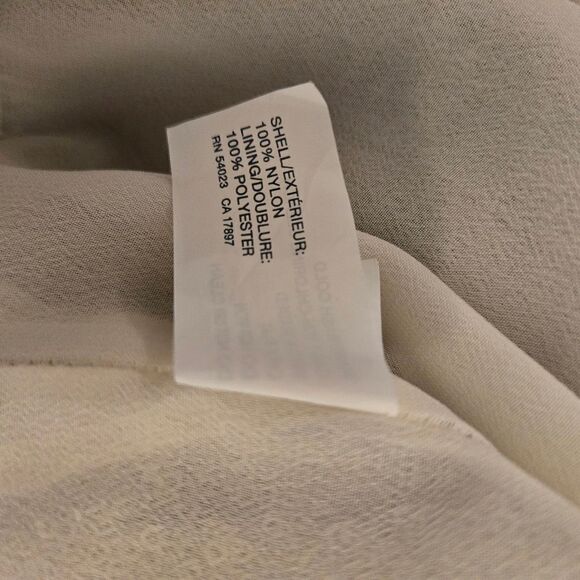 SHELL/EXTÉRIEUR:
100% NYLON
LINING/DOUBLURE:
100% POLYESTER
RN 54023 CA 17897